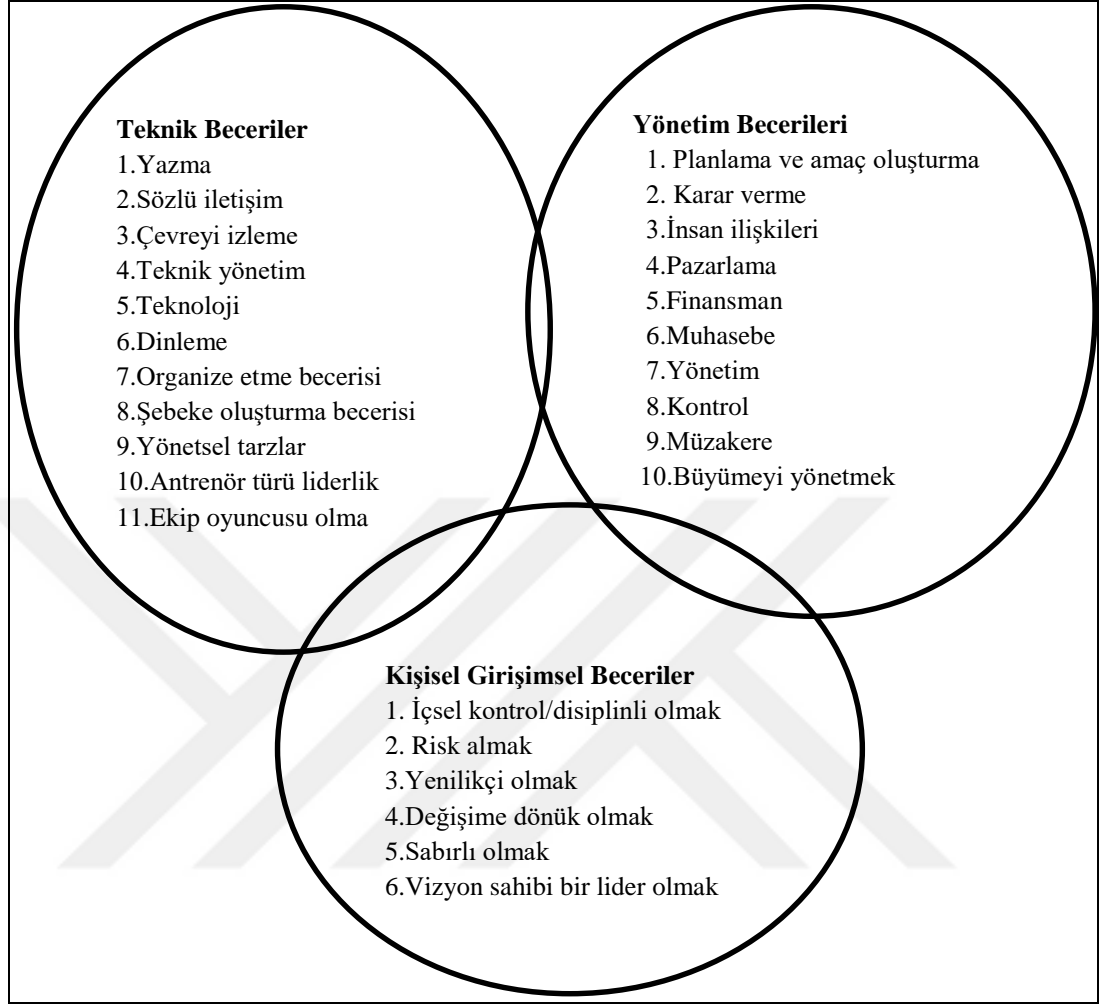 Teknik Beceriler
1.Yazma
2.Sözlü iletişim
3.Çevreyi izleme
4.Teknik yönetim
5.Teknoloji
6.Dinleme
7.Organize etme becerisi
8.Şebeke oluşturma becerisi
9.Yönetsel tarzlar
10.Antrenör türü liderlik
11.Ekip oyuncusu olma
Yönetim Becerileri
1. Planlama ve amaç oluşturma
2. Karar verme
3.İnsan ilişkileri
4.Pazarlama
5.Finansman
6.Muhasebe
7.Yönetim
8.Kontrol
9.Müzakere
10.Büyümeyi yönetmek
Kişisel Girişimsel Beceriler
1. İçsel kontrol/disiplinli olmak
2. Risk almak
3.Yenilikçi olmak
4.Değişime dönük olmak
5.Sabırlı olmak
6.Vizyon sahibi bir lider olmak